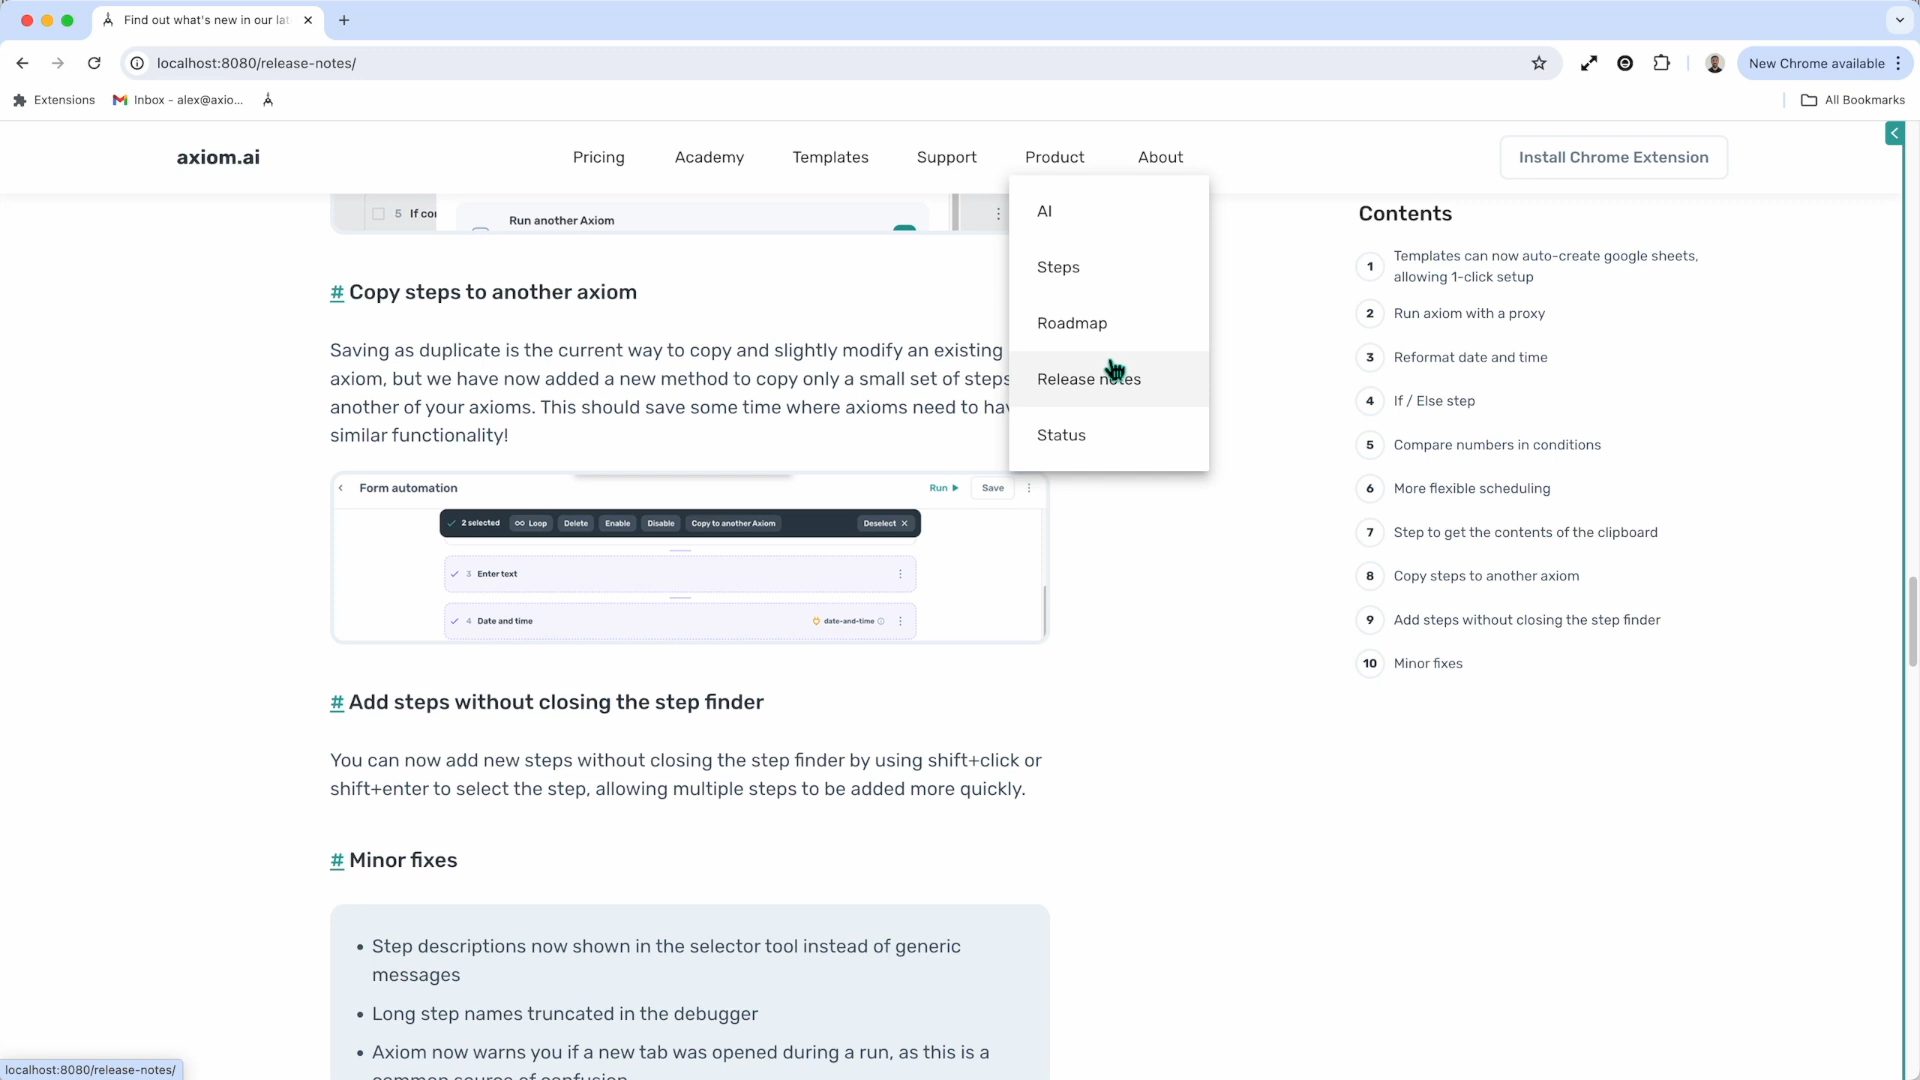 Find out what's new in our lat
localhost:8080/release-notes/
New Chrome available
Extensions
Inbox - alex@axio...
All Bookmarks
axiom.ai
Pricing
Academy
Templates
Support
Product
About
Install Chrome Extension
AI
Steps
Roadmap
Release notes
Status
5 If con
Run another Axiom
# Copy steps to another axiom
Saving as duplicate is the current way to copy and slightly modify an existing
axiom, but we have now added a new method to copy only a small set of steps
another of your axioms. This should save some time where axioms need to hav
similar functionality!
Form automation
Run
Save
2 selected
Loop
Delete
Enable
Disable
Copy to another Axiom
Deselect
3 Enter text
4 Date and time
date-and-time
# Add steps without closing the step finder
You can now add new steps without closing the step finder by using shift+click or
shift+enter to select the step, allowing multiple steps to be added more quickly.
# Minor fixes
• Step descriptions now shown in the selector tool instead of generic
messages
• Long step names truncated in the debugger
• Axiom now warns you if a new tab was opened during a run, as this is a
common source of confusion
Contents
1 Templates can now auto-create google sheets,
allowing 1-click setup
2 Run axiom with a proxy
3 Reformat date and time
4 If / Else step
5 Compare numbers in conditions
6 More flexible scheduling
7 Step to get the contents of the clipboard
8 Copy steps to another axiom
9 Add steps without closing the step finder
10 Minor fixes
localhost:8080/release-notes/